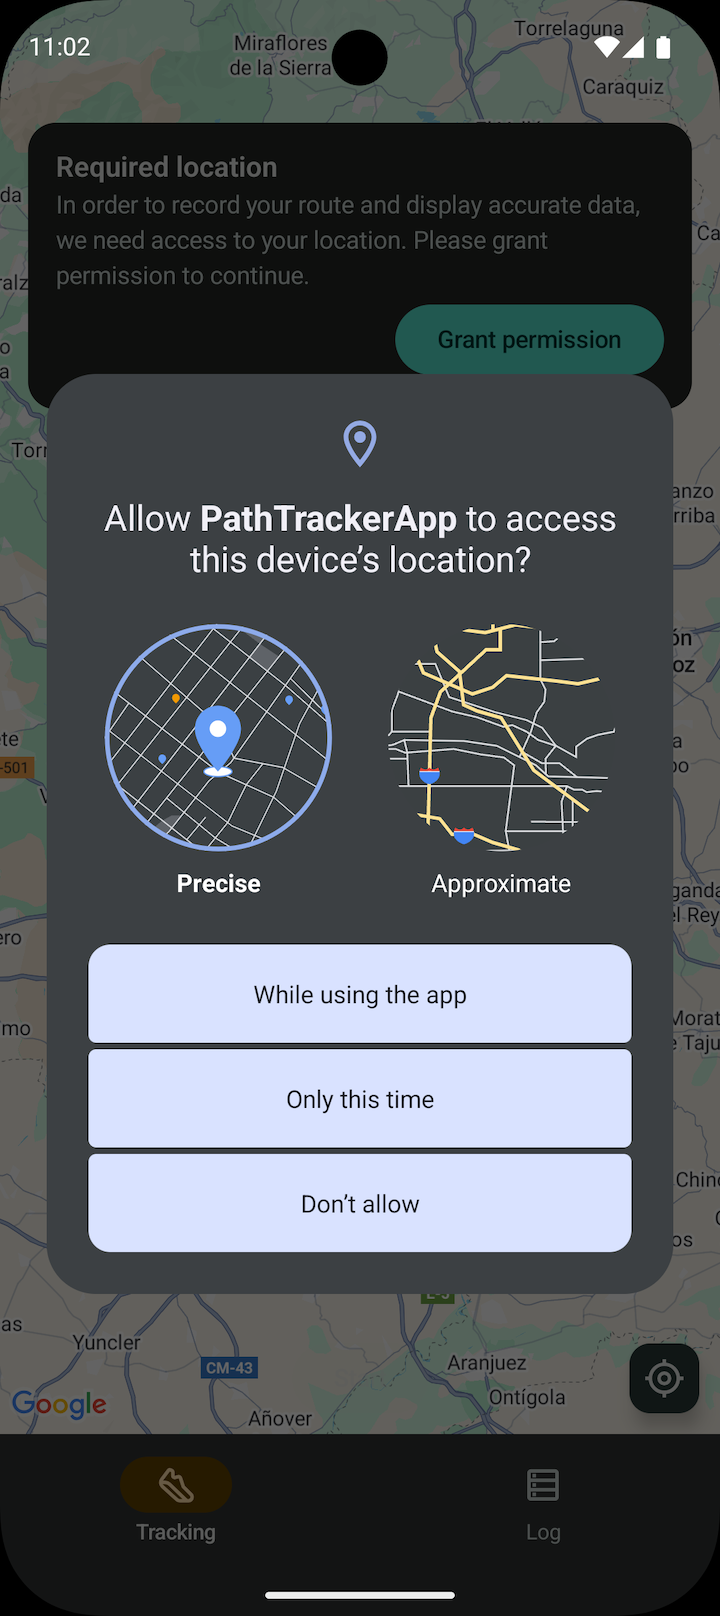 11:02
Miraflores
de la Sierra
Torrelaguna
Caraquiz
Required location
In order to record your route and display accurate data,
we need access to your location. Please grant
permission to continue.
Grant permission
Allow PathTrackerApp to access
this device’s location?
Precise
Approximate
While using the app
Only this time
Don’t allow
-501
Yuncler
CM-43
Aranjuez
Ontígola
Google
Añover
Tracking
Log